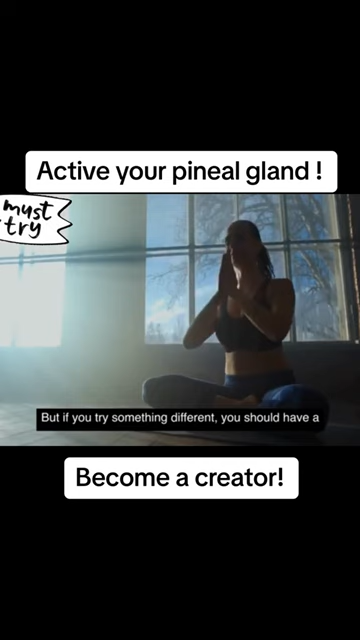 Active your pineal gland !
must
try
But if you try something different, you should have a
Become a creator!